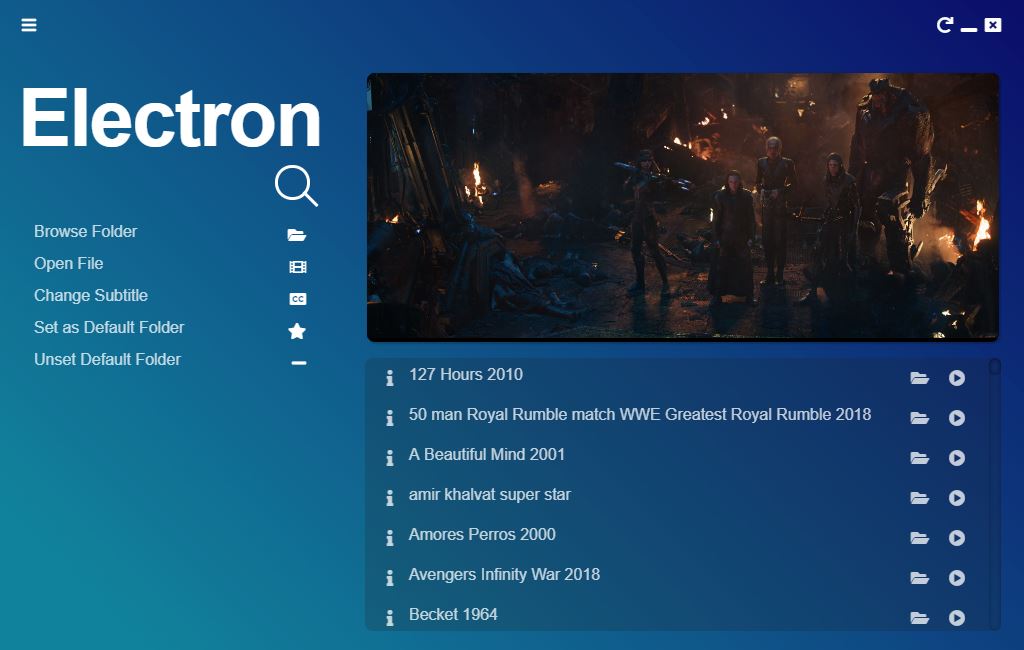 Electron
Browse Folder
Open File
Change Subtitle
CC
Set as Default Folder
Unset Default Folder
127 Hours 2010
50 man Royal Rumble match WWE Greatest Royal Rumble 2018
A Beautiful Mind 2001
amir khalvat super star
Amores Perros 2000
Avengers Infinity War 2018
Becket 1964